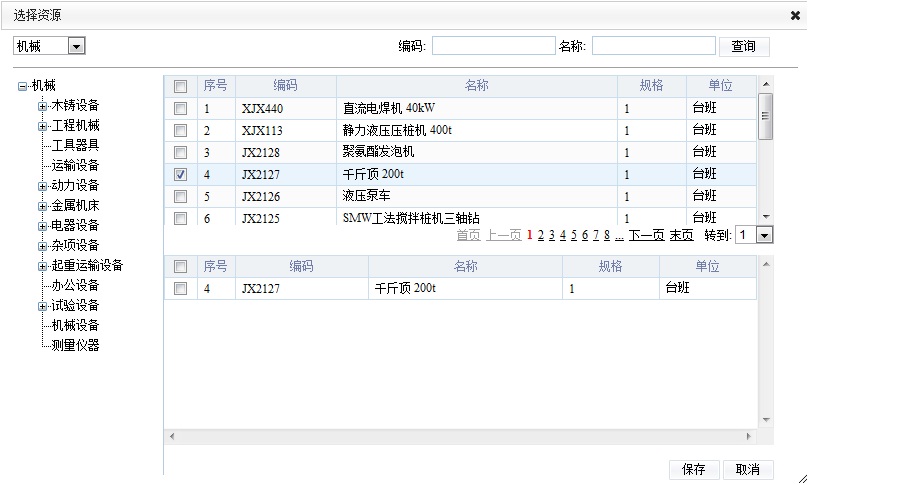 选择资源
机械 编码: 名称: 查询
机械
木铸设备
工程机械
工具器具
运输设备
动力设备
金属机床
电器设备
杂项设备
起重运输设备
办公设备
试验设备
机械设备
测量仪器
序号 编码 名称 规格 单位
1 XJX440 直流电焊机 40kW 1 台班
2 XJX113 静力液压压桩机 400t 1 台班
3 JX2128 聚氨酯发泡机 1 台班
4 JX2127 千斤顶 200t 1 台班
5 JX2126 液压泵车 1 台班
6 JX2125 SMW工法搅拌桩机三轴钻 1 台班
首页 上一页 1 2 3 4 5 6 7 8 ... 下一页 末页 转到: 1
序号 编码 名称 规格 单位
4 JX2127 千斤顶 200t 1 台班
保存 取消